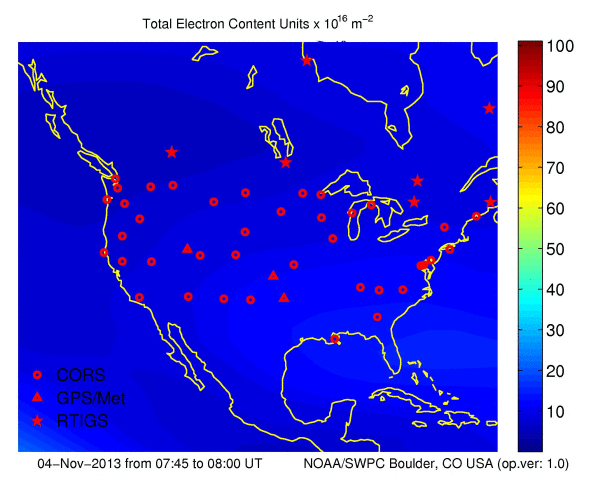 Total Electron Content Units x 10^16 m^-2
100
90
80
70
60
50
40
30
20
10
CORS
GPS/Met
RTIGS
04-Nov-2013 from 07:45 to 08:00 UT NOAA/SWPC Boulder, CO USA (op.ver: 1.0)